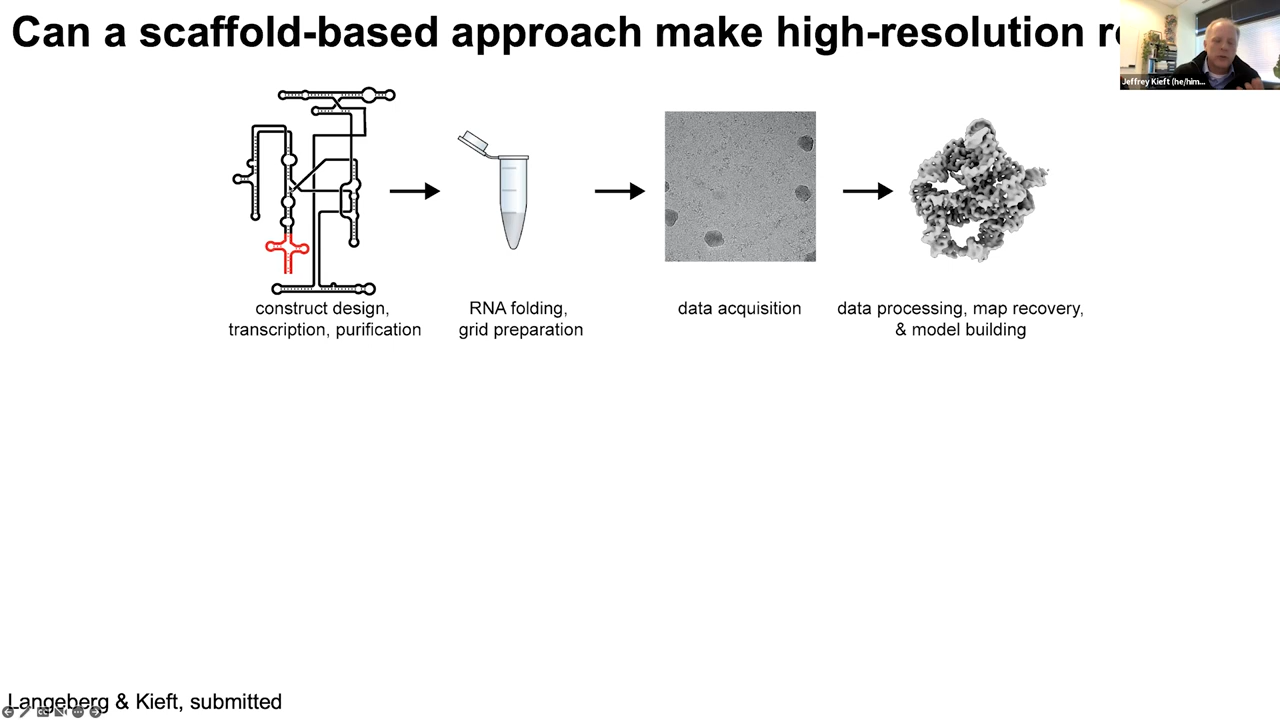 Can a scaffold-based approach make high-resolution
Jeffrey Kieft (he/him...
construct design,
transcription, purification
RNA folding,
grid preparation
data acquisition
data processing, map recovery,
& model building
Langeberg & Kieft, submitted